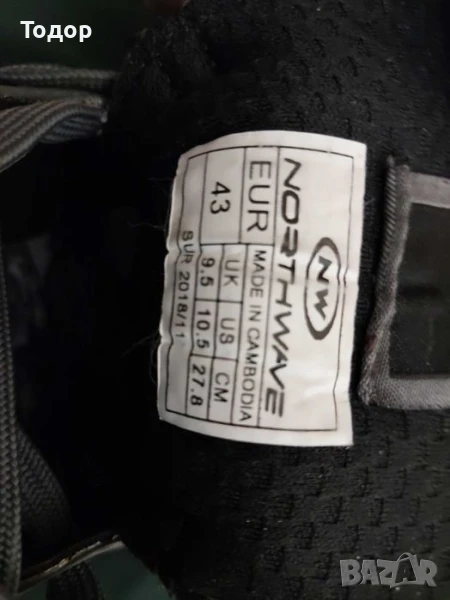 Тодор
NW
NORTHWAVE
MADE IN CAMBODIA
EUR UK US CM
43 9.5 10.5 27.8
SUR 2018/11
BAZAR